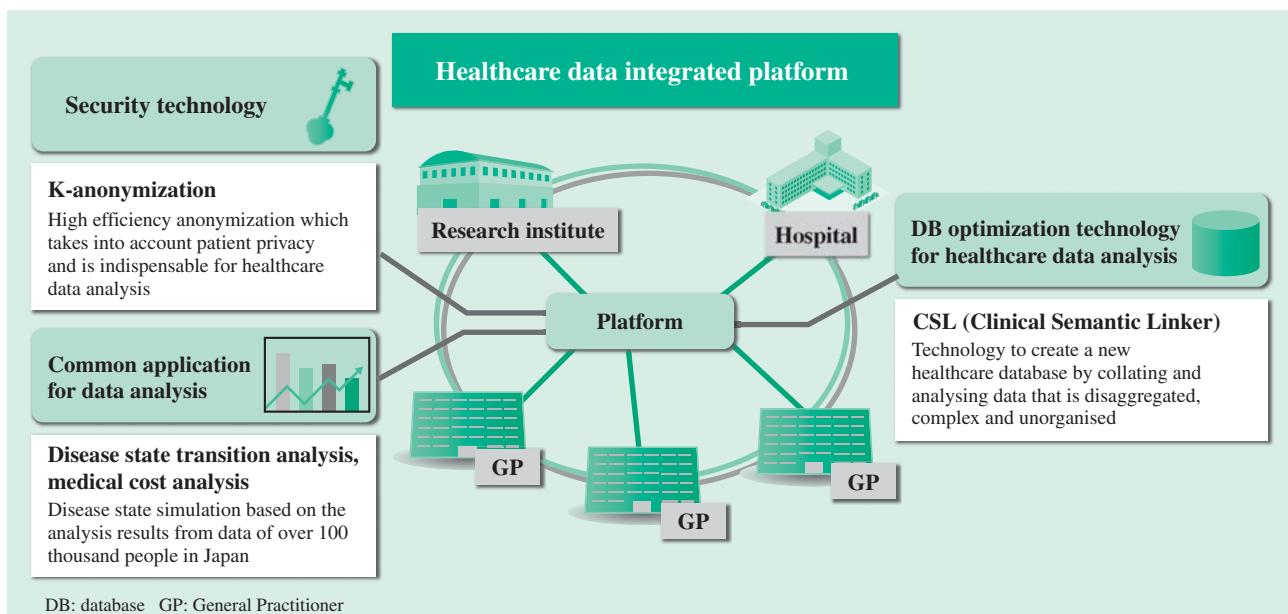 Healthcare data integrated platform
Security technology
K-anonymization
High efficiency anonymization which
takes into account patient privacy
and is indispensable for healthcare
data analysis
Common application
for data analysis
Disease state transition analysis,
medical cost analysis
Disease state simulation based on the
analysis results from data of over 100
thousand people in Japan
Research institute
Hospital
Platform
GP
GP
GP
DB optimization technology
for healthcare data analysis
CSL (Clinical Semantic Linker)
Technology to create a new
healthcare database by collating and
analysing data that is disaggregated,
complex and unorganised
DB: database GP: General Practitioner